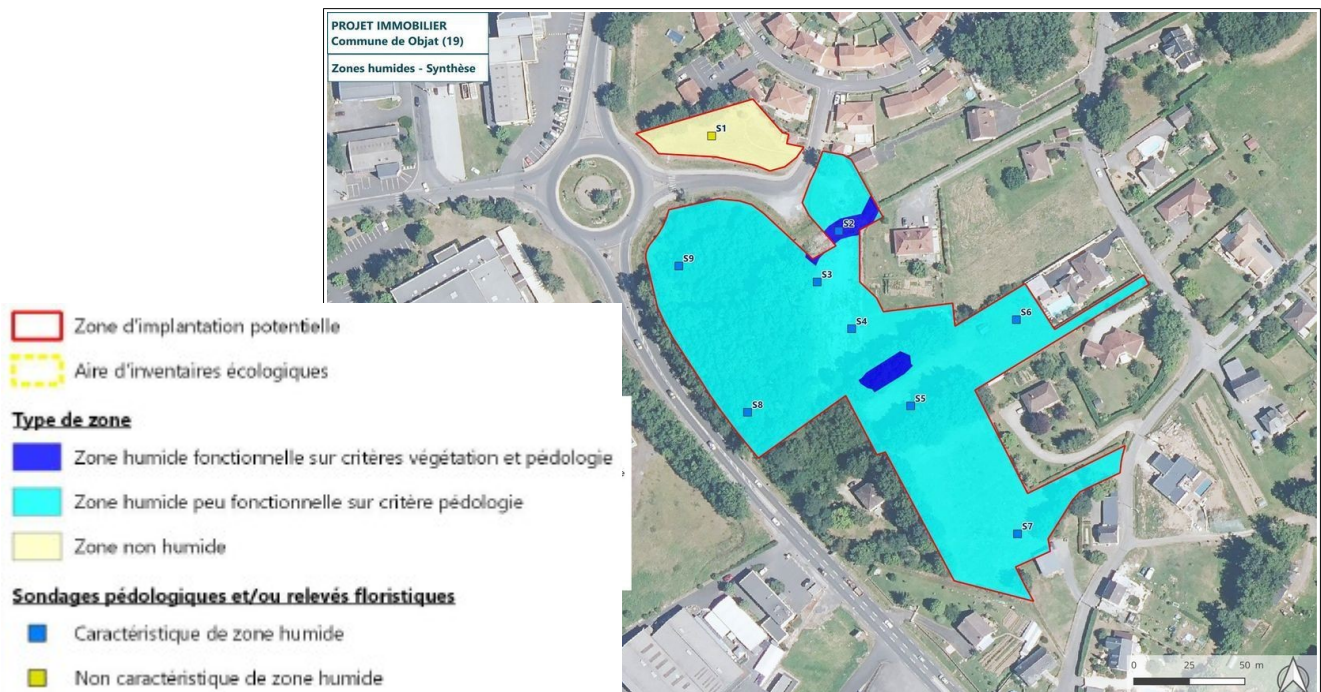 PROJET IMMOBILIER
Commune de Objat (19)
Zones humides - Synthèse
S1
S2
S9
S3
S4
S6
S5
S8
S7
Zone d'implantation potentielle
Aire d'inventaires écologiques
Type de zone
Zone humide fonctionnelle sur critères végétation et pédologie
Zone humide peu fonctionnelle sur critère pédologie
Zone non humide
Sondages pédologiques et/ou relevés floristiques
Caractéristique de zone humide
Non caractéristique de zone humide
0 25 50 m